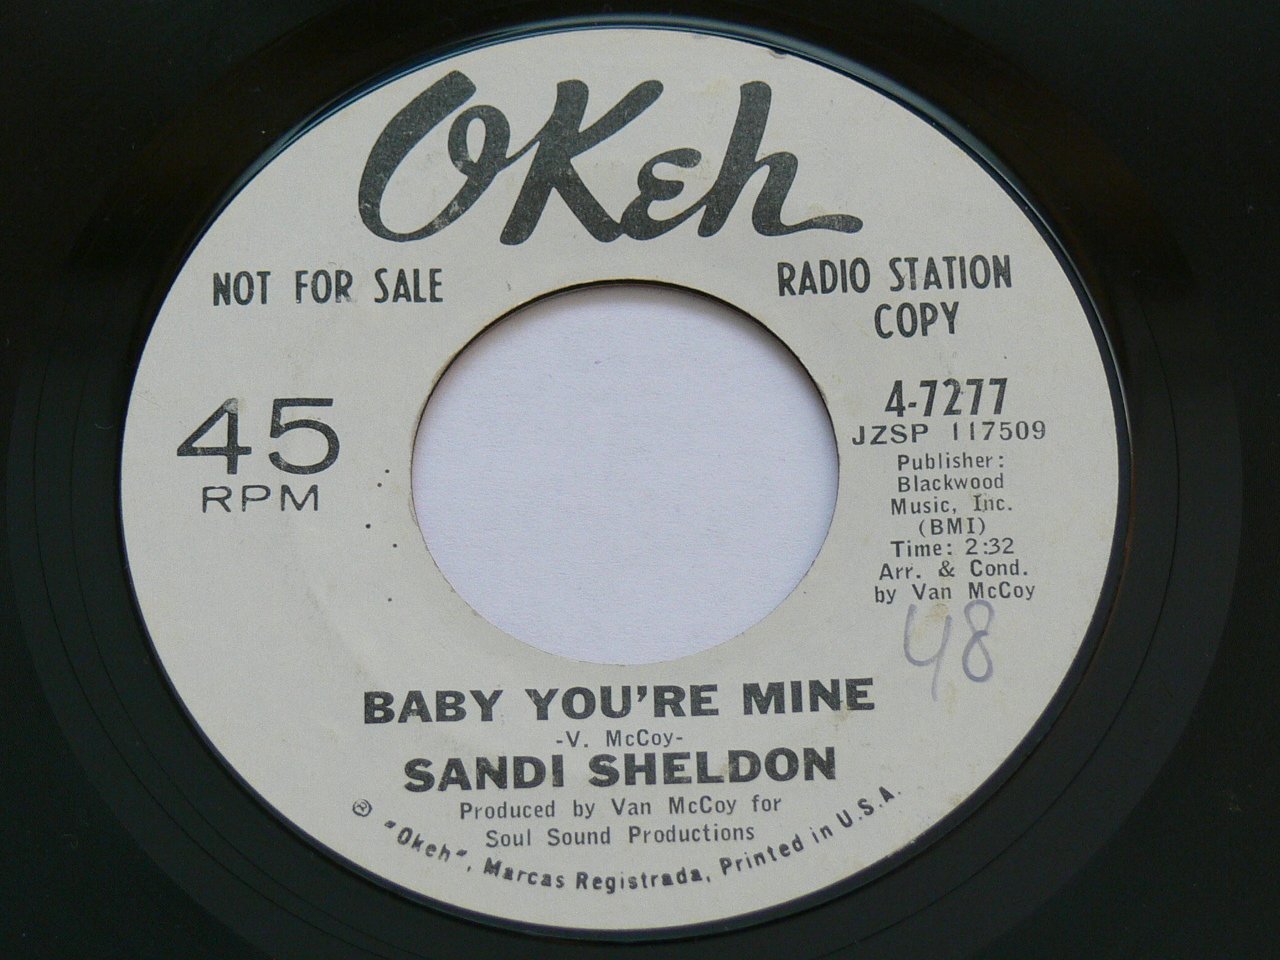 OKeh
NOT FOR SALE
RADIO STATION
COPY
45
RPM
4-7277
JZSP 117509
Publisher:
Blackwood
Music, Inc.
(BMI)
Time: 2:32
Arr. & Cond.
by Van McCoy
48
BABY YOU'RE MINE
-V. McCoy-
SANDI SHELDON
Produced by Van McCoy for
Soul Sound Productions
® "Okeh", Marcas Registrada, Printed in U.S.A.